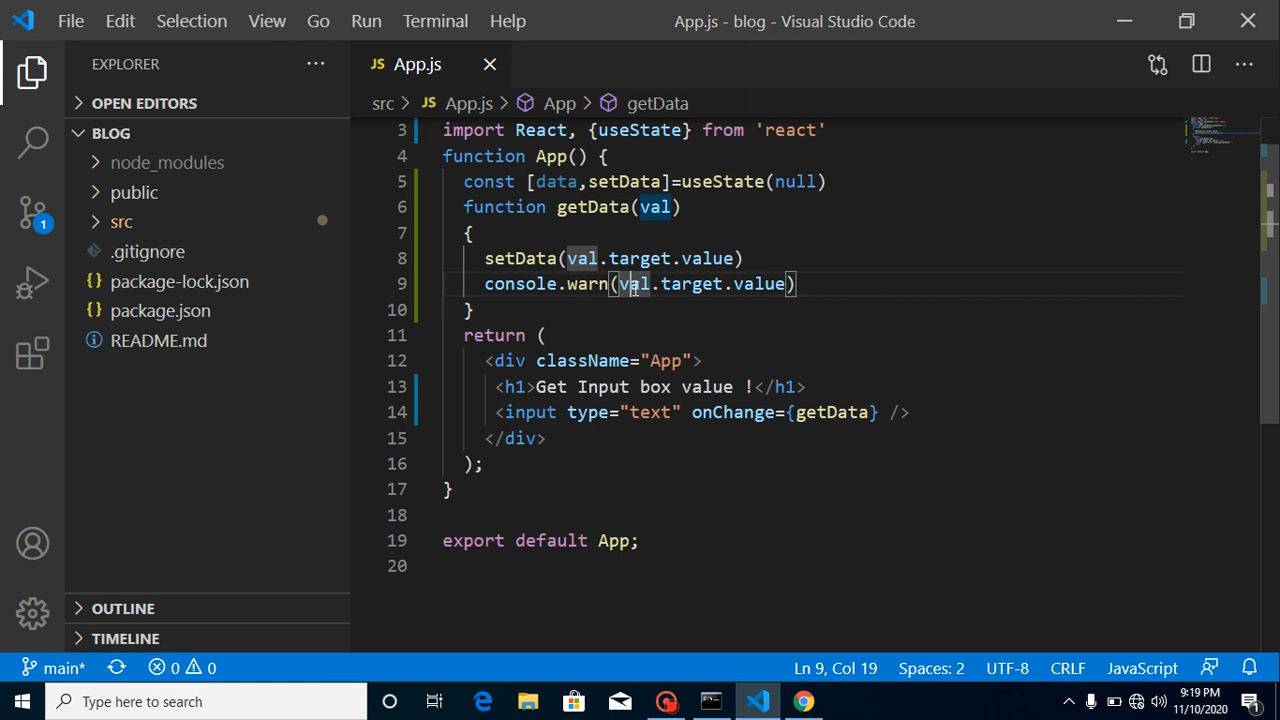 File Edit Selection View Go Run Terminal Help App.js - blog - Visual Studio Code
EXPLORER
OPEN EDITORS
BLOG
node_modules
public
src
.gitignore
{} package-lock.json
{} package.json
README.md
OUTLINE
TIMELINE
1
JS App.js
src > JS App.js > App > getData
3 import React, {useState} from 'react'
4 function App() {
5 const [data,setData]=useState(null)
6 function getData(val)
7 {
8 setData(val.target.value)
9 console.warn(val.target.value)
10 }
11 return (
12 <div className="App">
13 <h1>Get Input box value !</h1>
14 <input type="text" onChange={getData} />
15 </div>
16 );
17 }
18
19 export default App;
20
main* 0 0 Ln 9, Col 19 Spaces: 2 UTF-8 CRLF JavaScript
Type here to search
9:19 PM
11/10/2020
1